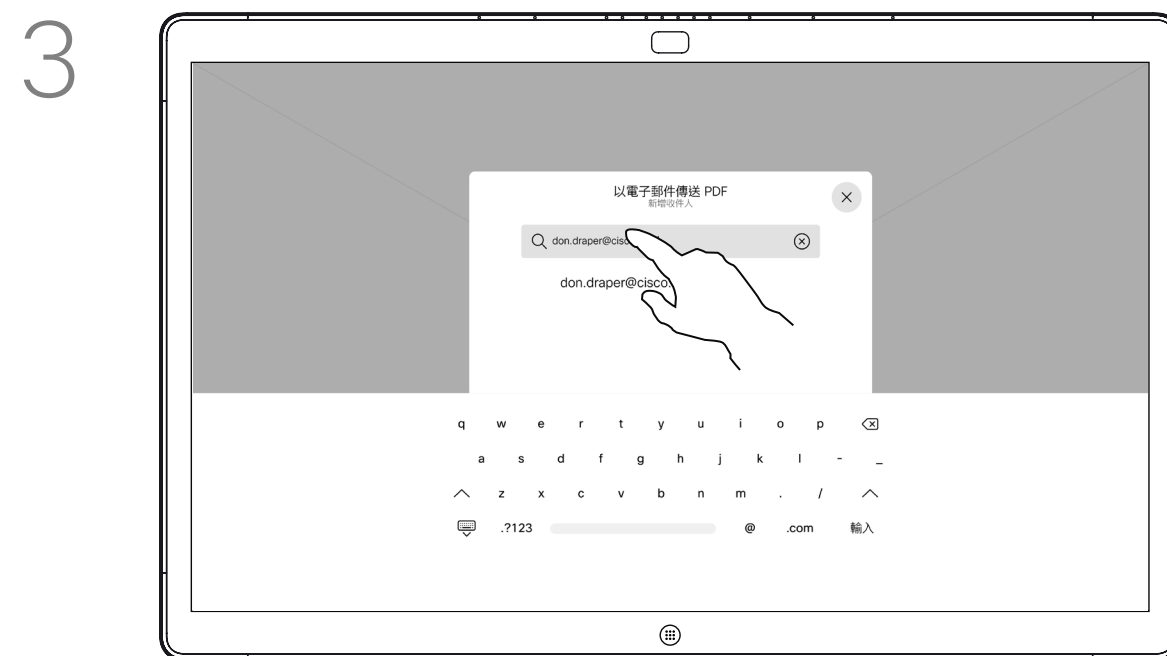 3
以電子郵件傳送 PDF
新增收件人
don.draper@cisc
don.draper@cisco.
q w e r t y u i o p
a s d f g h j k l - _
z x c v b n m . /
.?123 @ .com 輸入